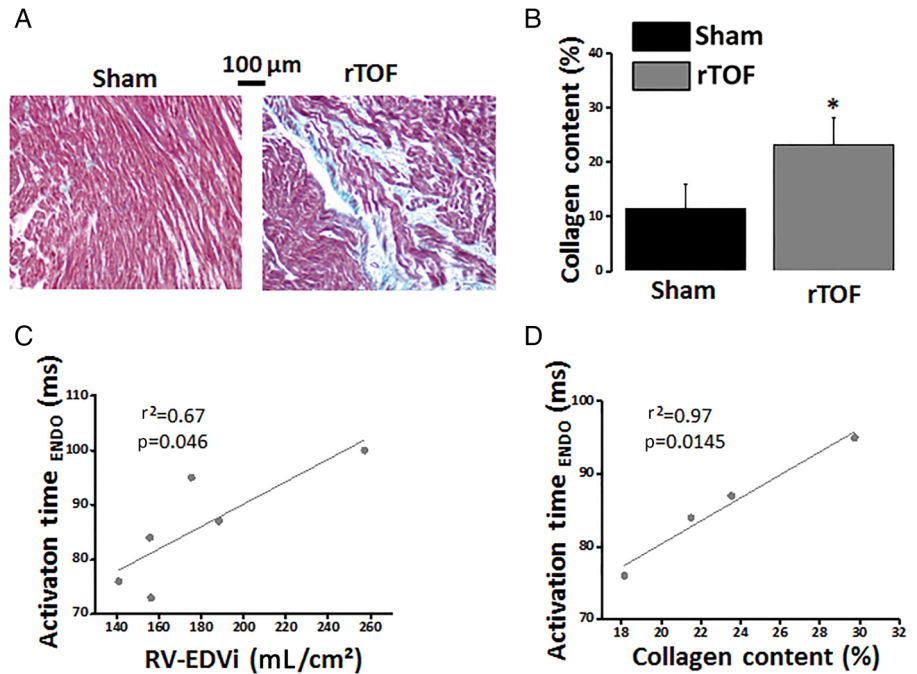 A
Sham
100 µm
rTOF
B
Sham
rTOF
Collagen content (%)
40
30
20
10
0
*
Sham
rTOF
C
Activaton time ENDO (ms)
110
100
90
80
70
r²=0.67
p=0.046
140 160 180 200 220 240 260
RV-EDVi (mL/cm²)
D
Activation time ENDO (ms)
100
90
80
70
r²=0.97
p=0.0145
18 20 22 24 26 28 30 32
Collagen content (%)